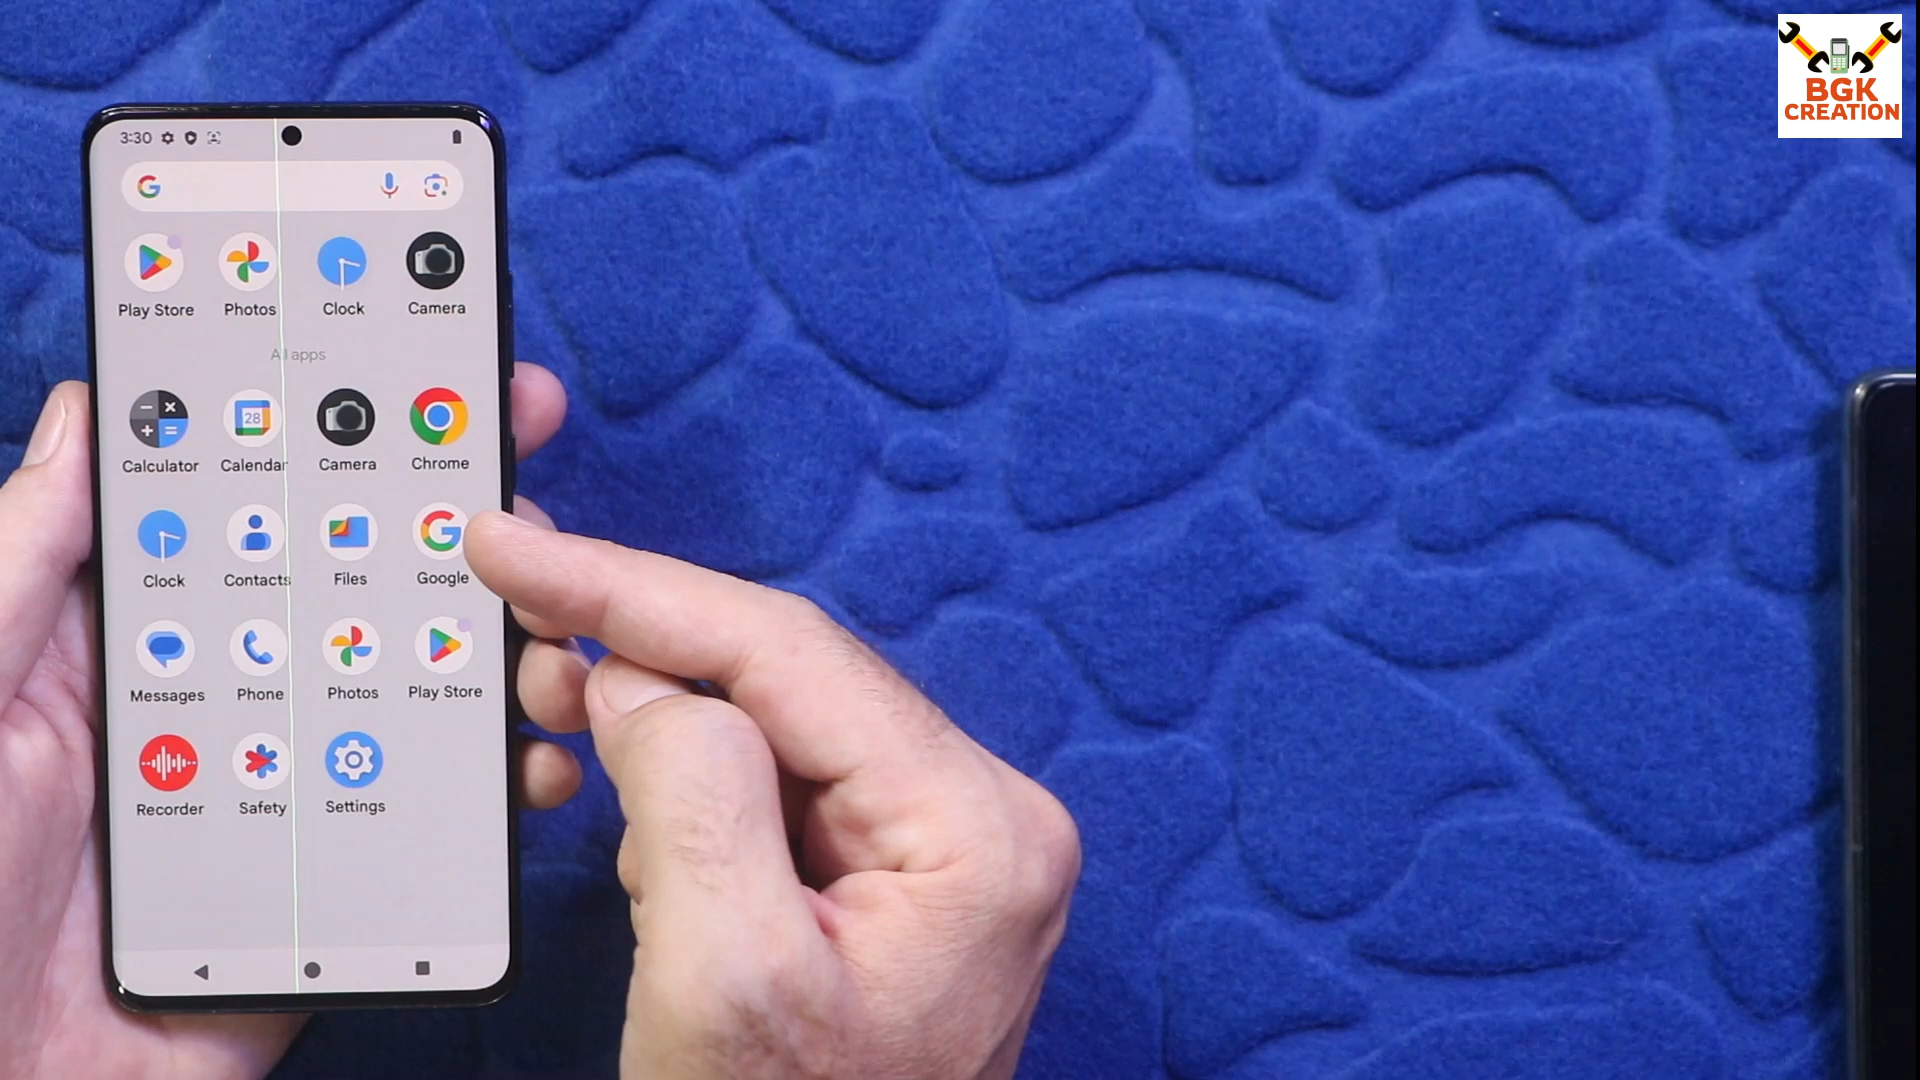 BGK
CREATION
3:30
Play Store Photos Clock Camera
All apps
28
Calculator Calendar Camera Chrome
Clock Contacts Files Google
Messages Phone Photos Play Store
Recorder Safety Settings